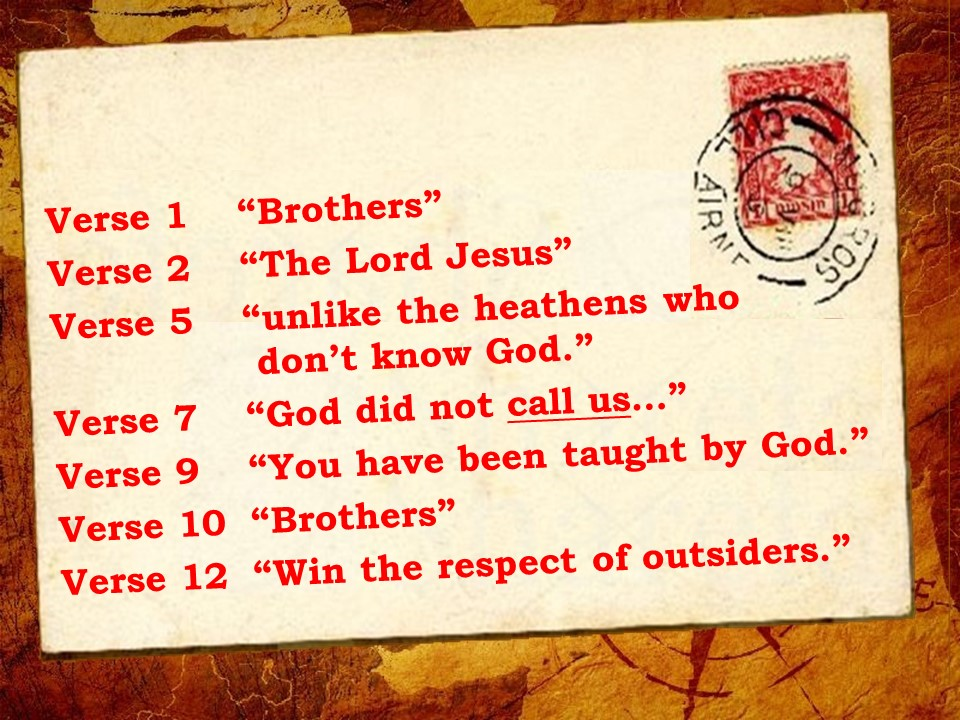 Verse 1 “Brothers”
Verse 2 “The Lord Jesus”
Verse 5 “unlike the heathens who
don’t know God.”
Verse 7 “God did not call us…”
Verse 9 “You have been taught by God.”
Verse 10 “Brothers”
Verse 12 “Win the respect of outsiders.”